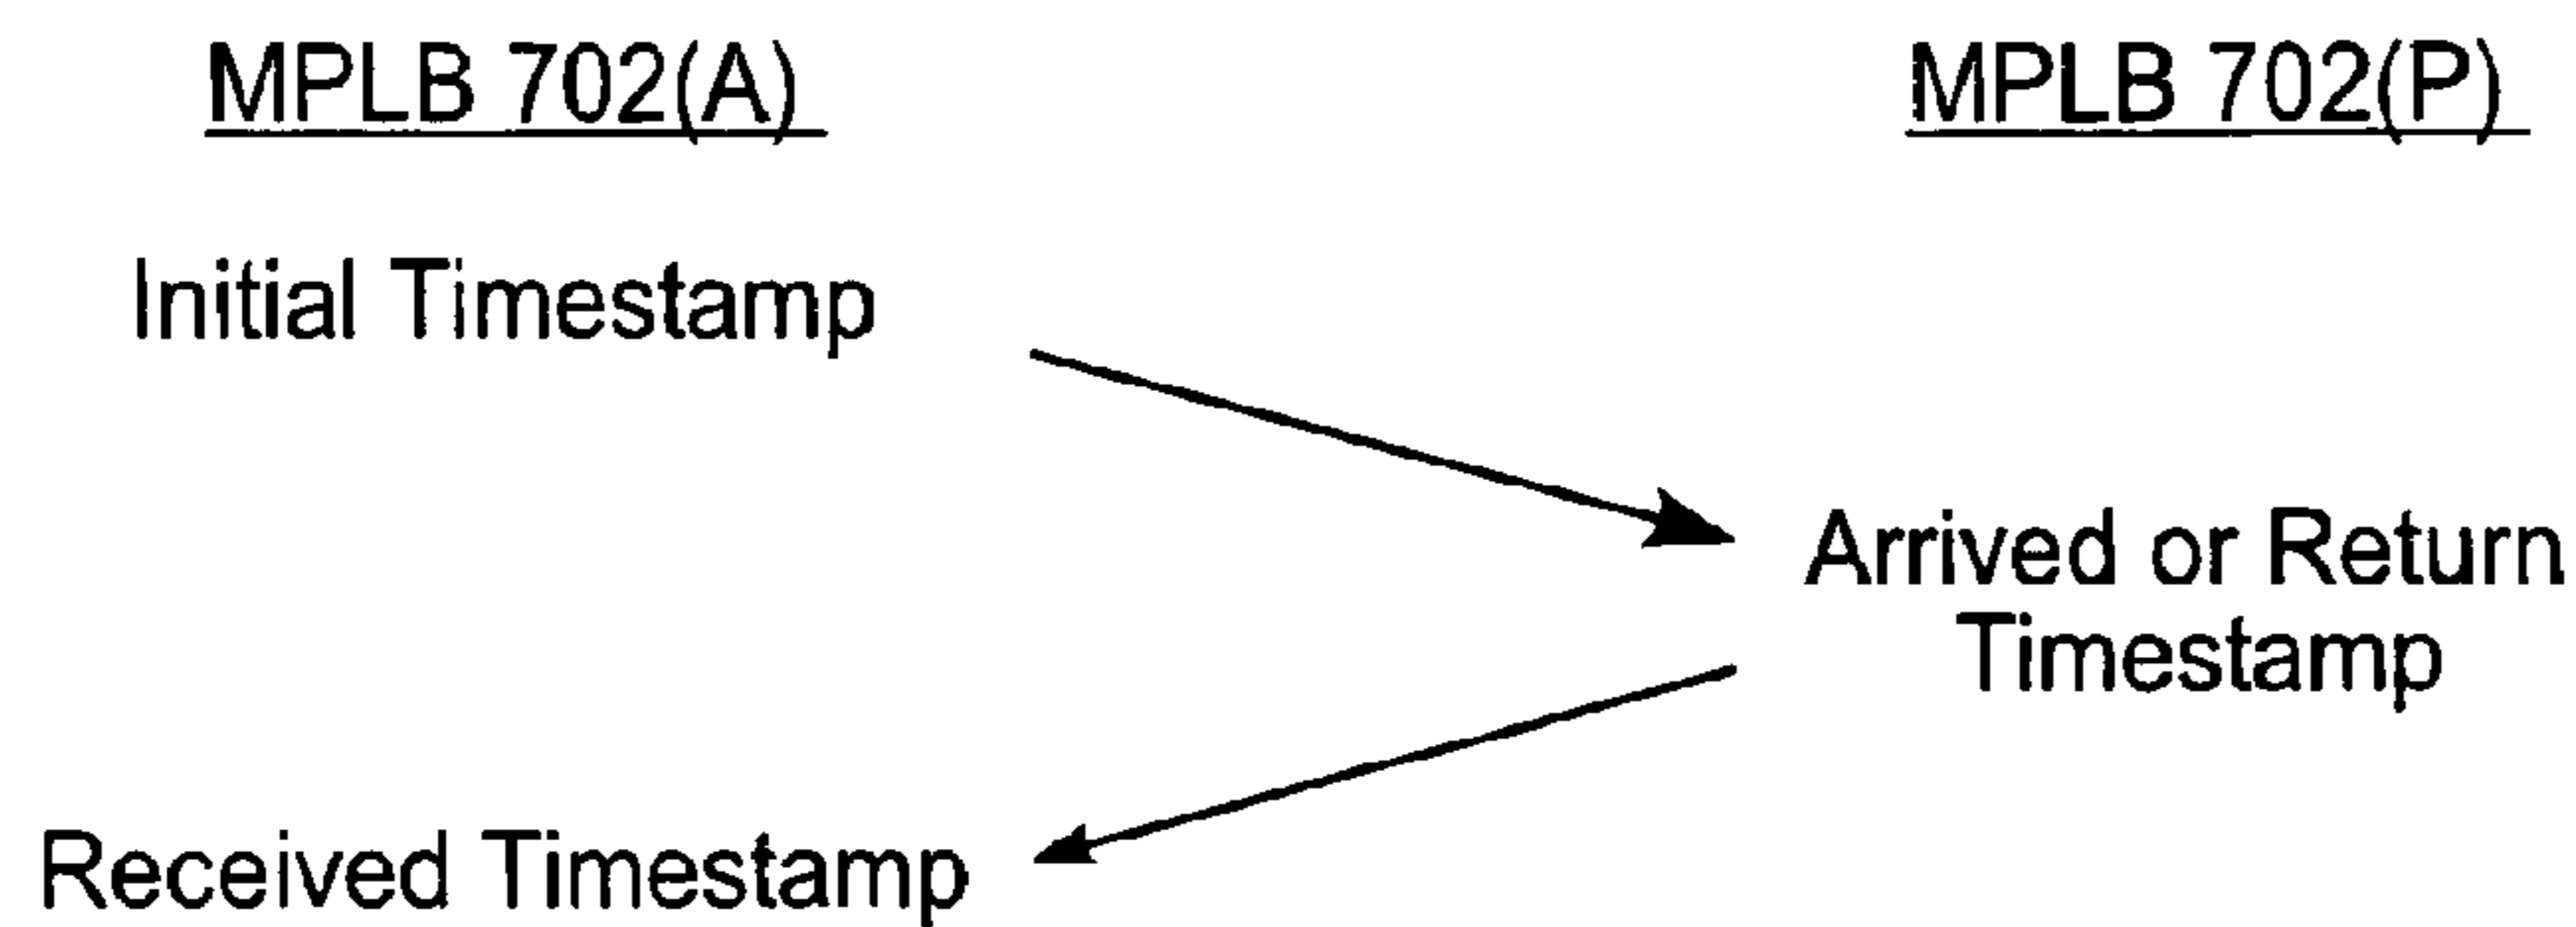 MPLB 702(A)
MPLB 702(P)
Initial Timestamp
Arrived or Return
Timestamp
Received Timestamp